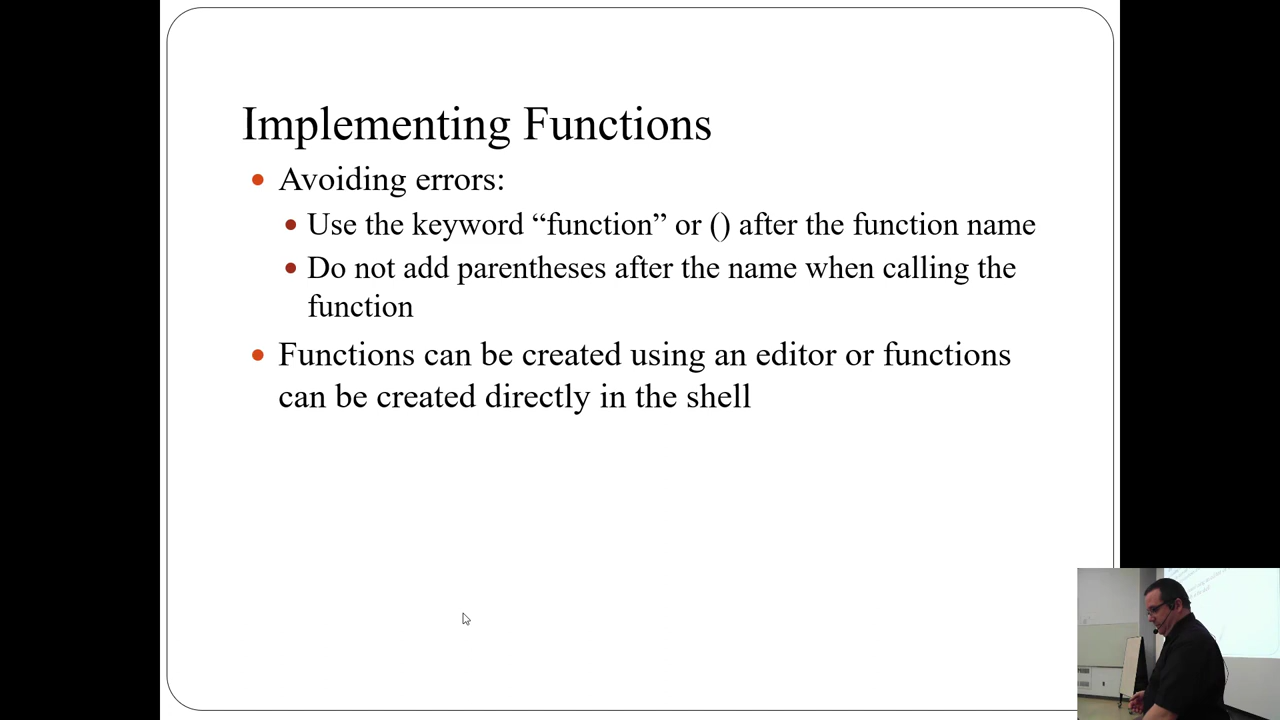 Implementing Functions
Avoiding errors:
Use the keyword “function” or () after the function name
Do not add parentheses after the name when calling the
function
Functions can be created using an editor or functions
can be created directly in the shell